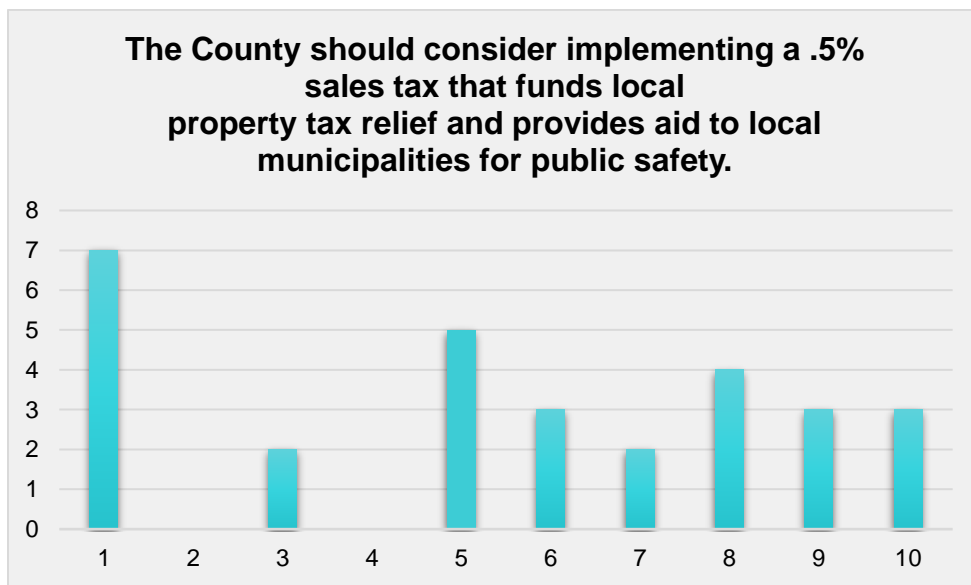 The County should consider implementing a .5%
sales tax that funds local
property tax relief and provides aid to local
municipalities for public safety.
8
7
6
5
4
3
2
1
0
1 2 3 4 5 6 7 8 9 10